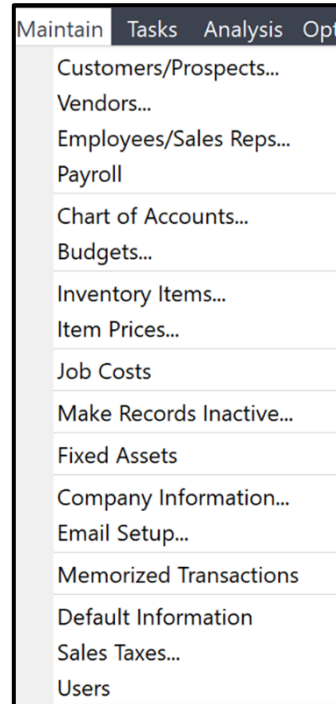 Maintain Tasks Analysis Opt
Customers/Prospects...
Vendors...
Employees/Sales Reps...
Payroll
Chart of Accounts...
Budgets...
Inventory Items...
Item Prices...
Job Costs
Make Records Inactive...
Fixed Assets
Company Information...
Email Setup...
Memorized Transactions
Default Information
Sales Taxes...
Users